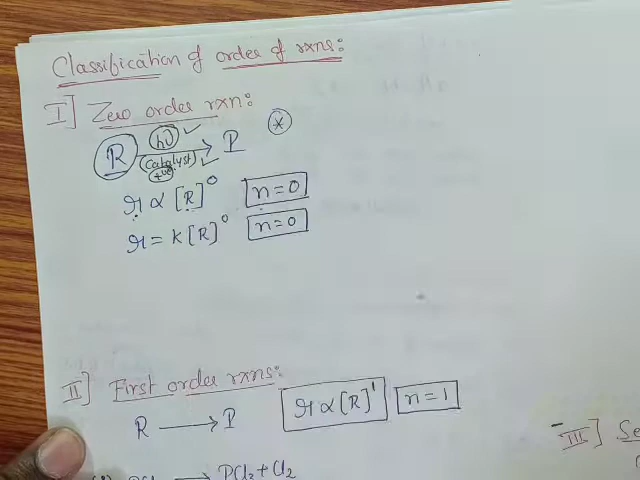 Classification of order of rxns:
I] Zero order rxn:
R hν catalyst +ve ⟶ P *
r ∝ [R]⁰ n=0
r = K[R]⁰ n=0
II] First order rxns:
R ⟶ P r ∝ [R]¹ n=1
III] Se
⟶ PCl₃ + Cl₂